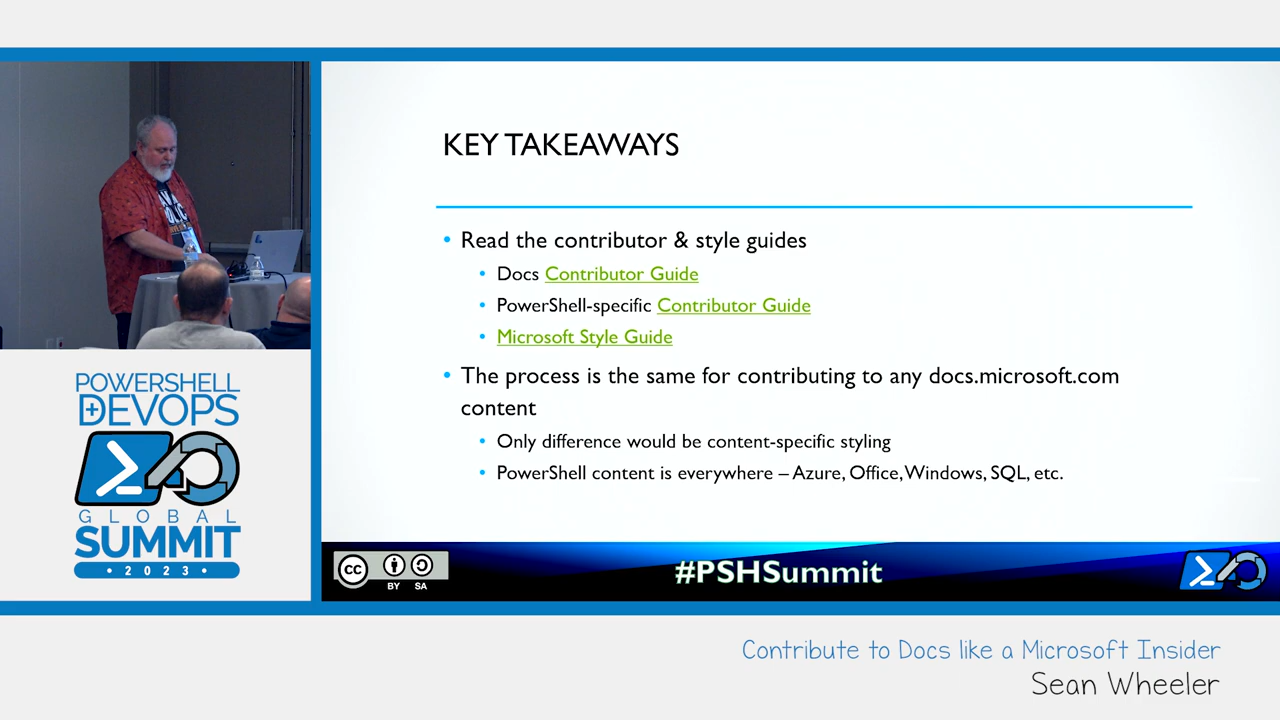 KEY TAKEAWAYS
• Read the contributor & style guides
• Docs Contributor Guide
• PowerShell-specific Contributor Guide
• Microsoft Style Guide
• The process is the same for contributing to any docs.microsoft.com
content
• Only difference would be content-specific styling
• PowerShell content is everywhere – Azure, Office, Windows, SQL, etc.
POWERSHELL
+DEVOPS
GLOBAL
SUMMIT
• 2023 •
cc BY SA
#PSHSummit
Contribute to Docs like a Microsoft Insider
Sean Wheeler